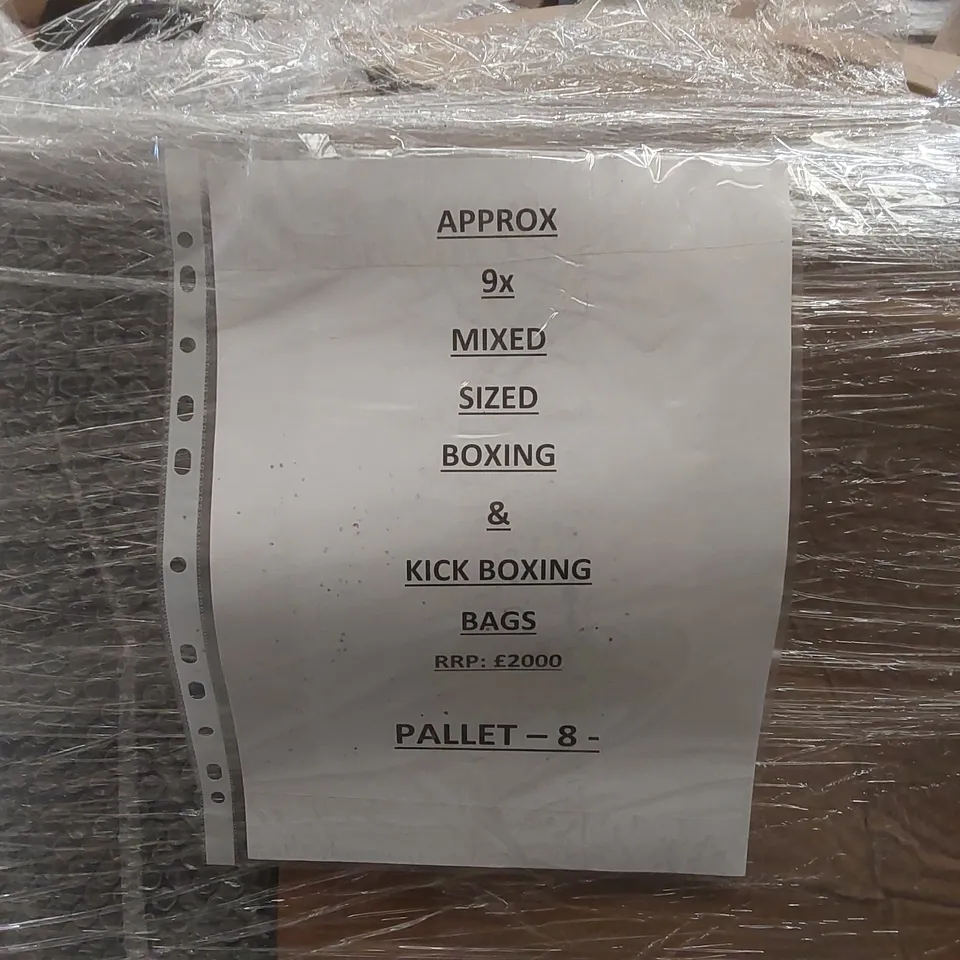 APPROX
9x
MIXED
SIZED
BOXING
&
KICK BOXING
BAGS
RRP: £2000
PALLET – 8 -